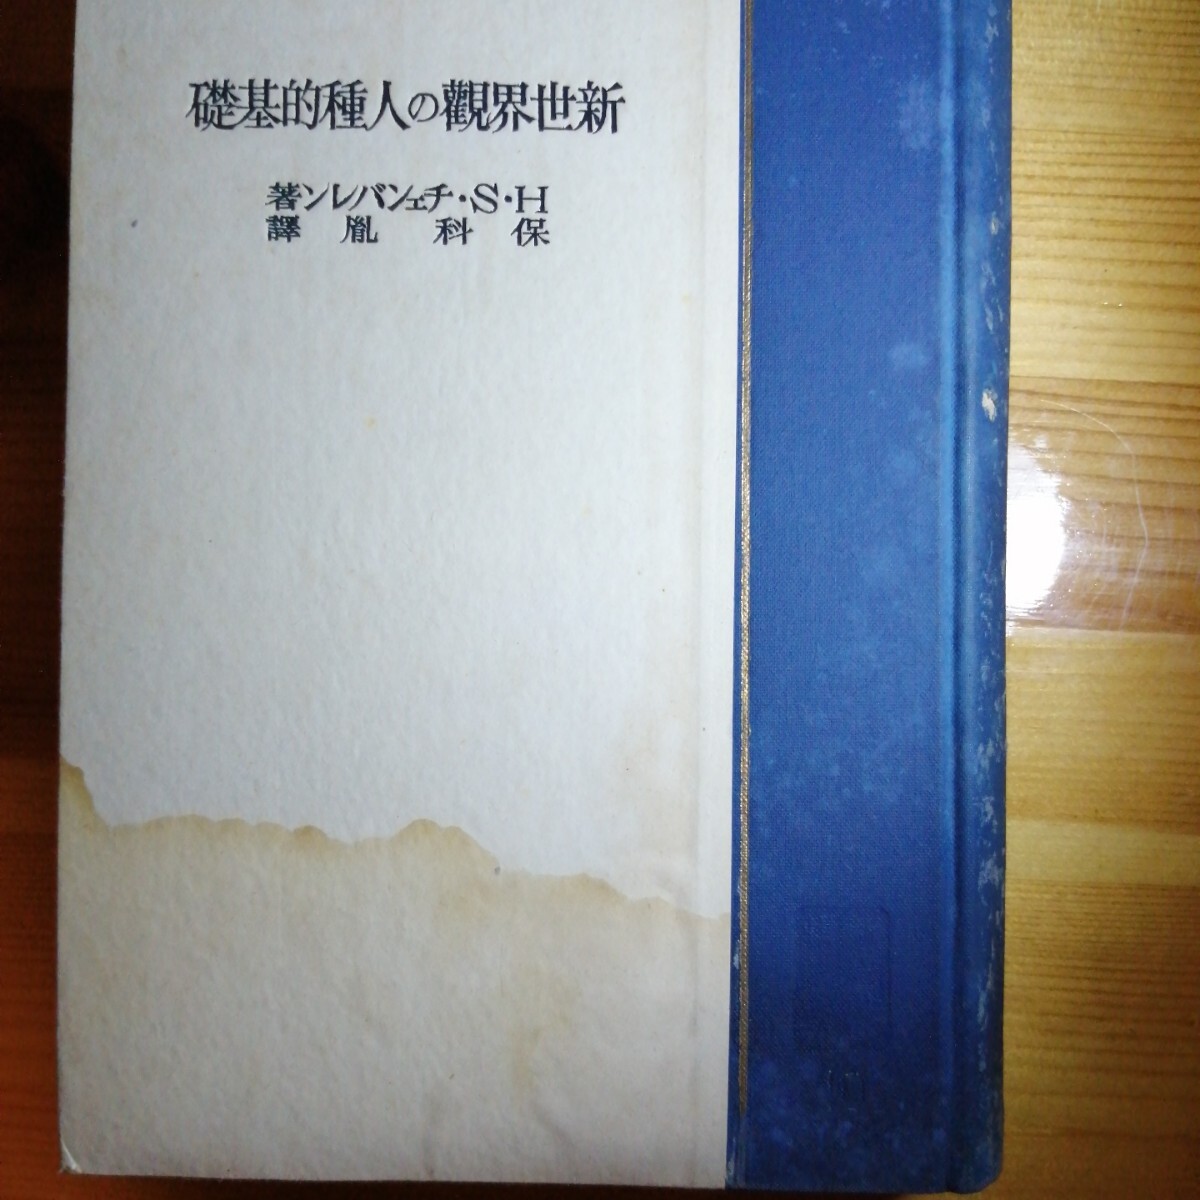 新世界觀の人種的基礎
H・S・チェンバレン著
保科胤譯